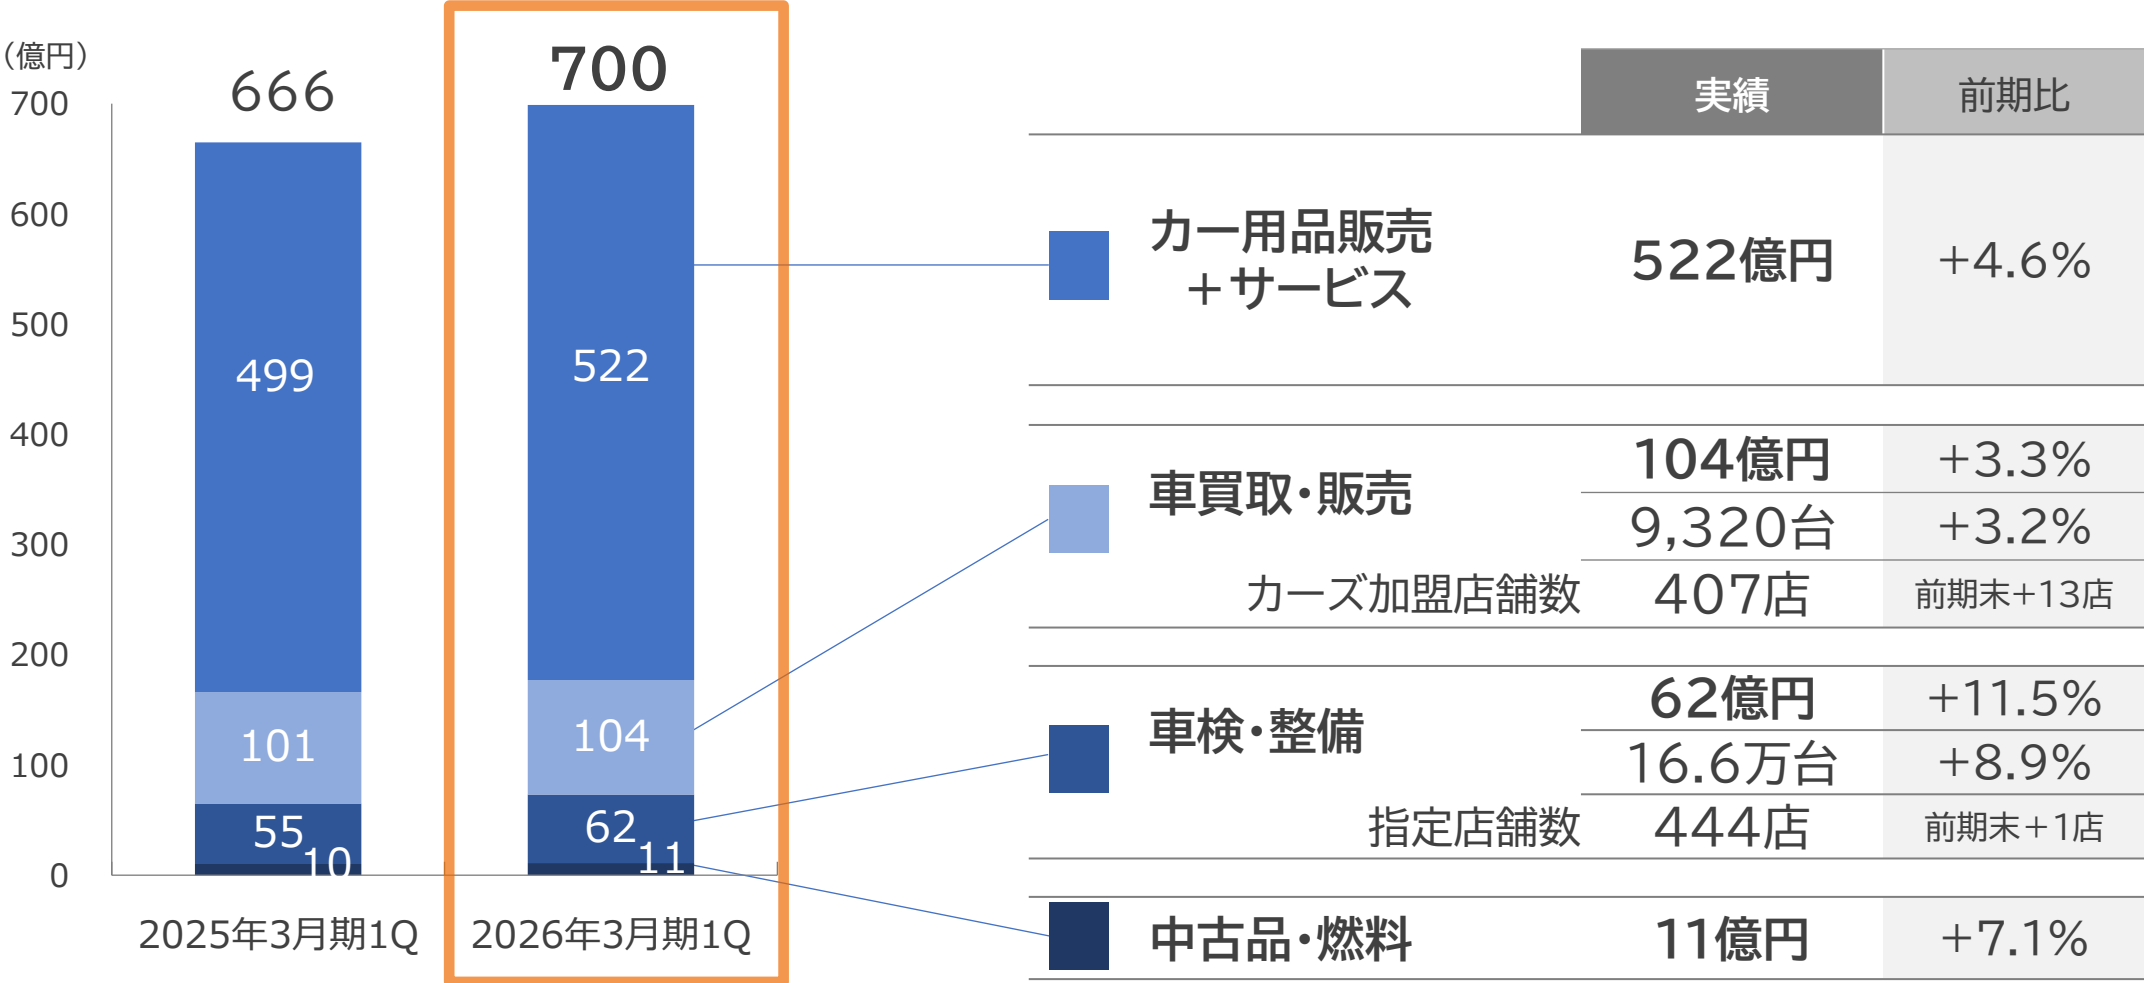 （億円）
700
600
500
400
300
200
100
0
666
499
101
55
10
2025年3月期1Q
700
522
104
62
11
2026年3月期1Q
実績 前期比
カー用品販売
＋サービス
522億円 +4.6%
車買取・販売
104億円 +3.3%
9,320台 +3.2%
カーズ加盟店舗数 407店 前期末+13店
車検・整備
62億円 +11.5%
16.6万台 +8.9%
指定店舗数 444店 前期末＋1店
中古品・燃料 11億円 +7.1%